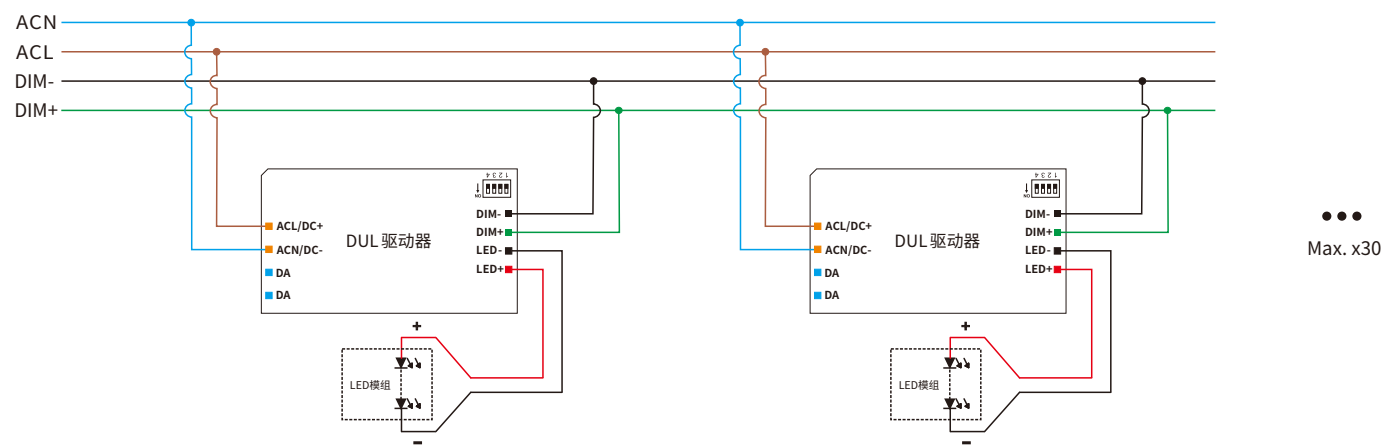 ACN
ACL
DIM-
DIM+
1 2 3 4
ON
DIM-
DIM+
LED-
LED+
ACL/DC+
ACN/DC-
DA
DA
DUL 驱动器
+
LED模组
-
1 2 3 4
ON
DIM-
DIM+
LED-
LED+
ACL/DC+
ACN/DC-
DA
DA
DUL 驱动器
+
LED模组
-
•••
Max. x30